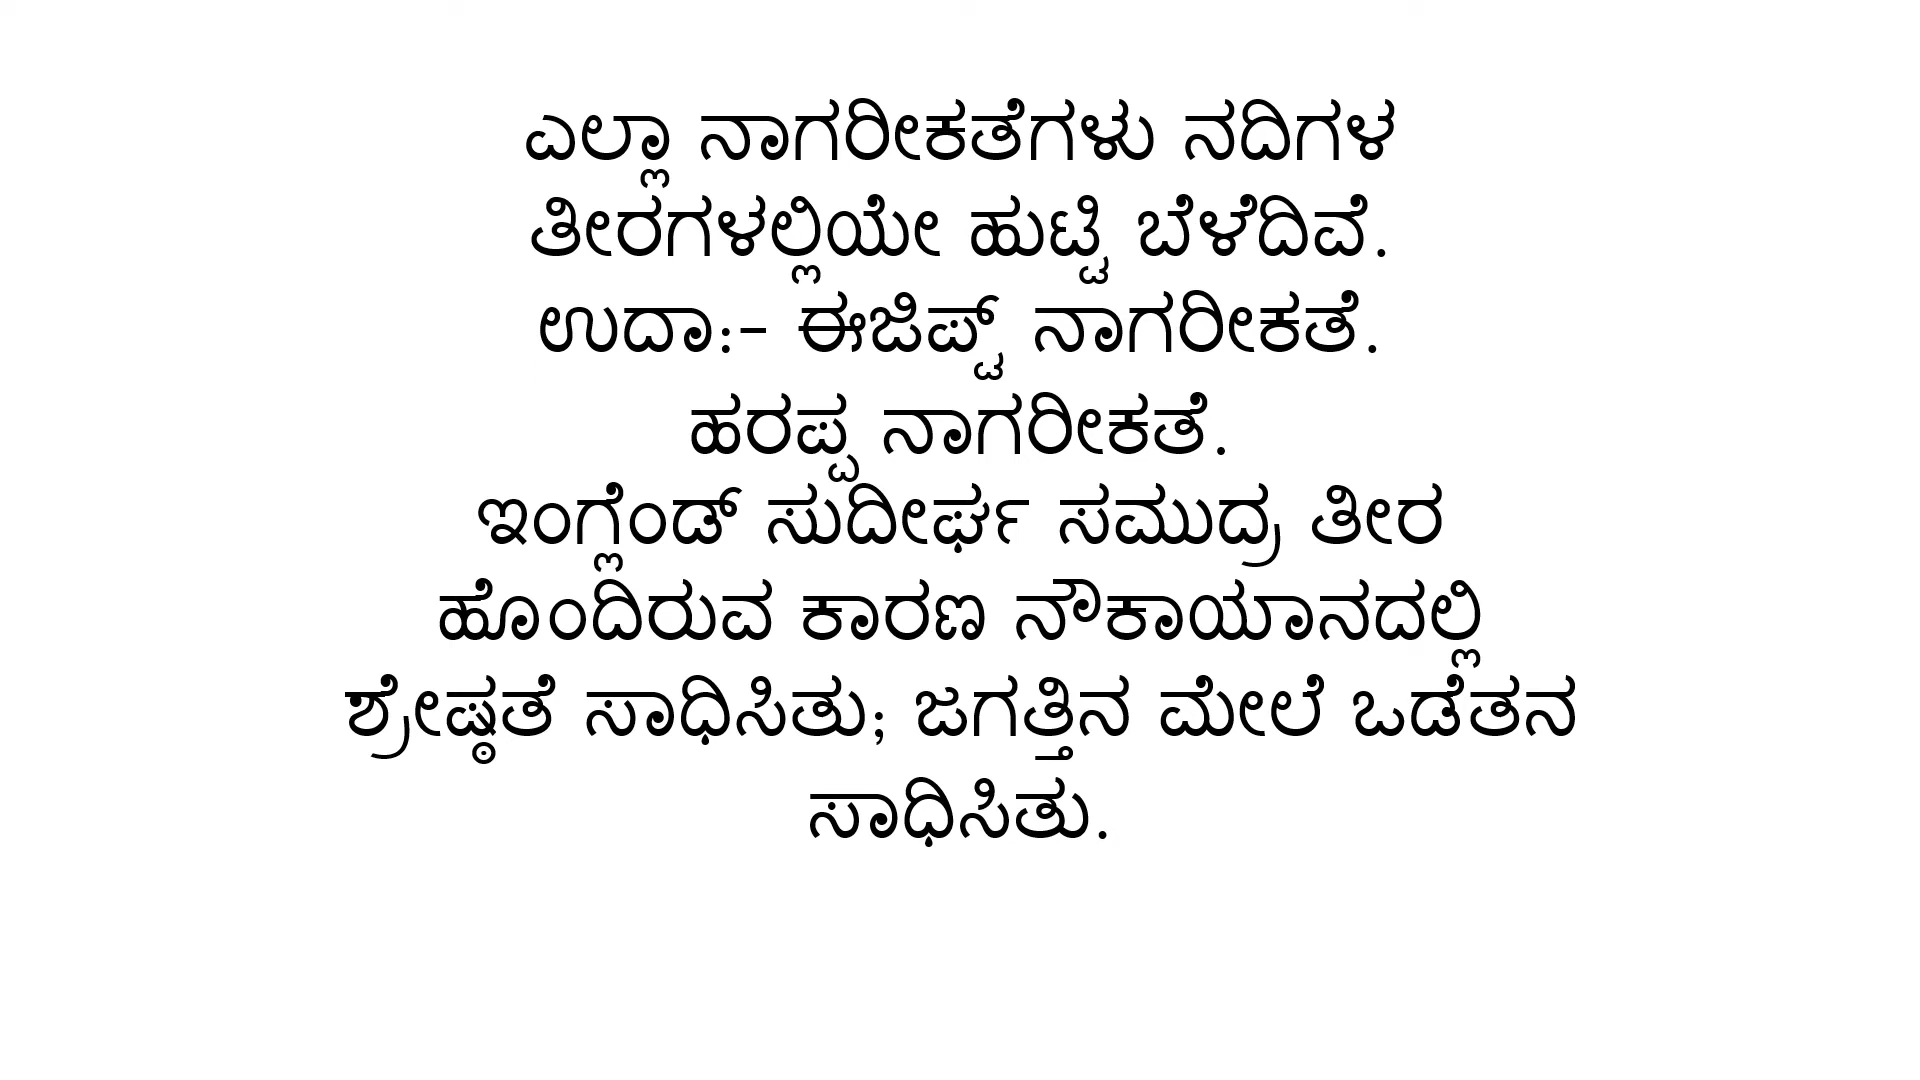 ಎಲ್ಲಾ ನಾಗರೀಕತೆಗಳು ನದಿಗಳ
ತೀರಗಳಲ್ಲಿಯೇ ಹುಟ್ಟಿ ಬೆಳೆದಿವೆ.
ಉದಾ:- ಈಜಿಪ್ಟ್ ನಾಗರೀಕತೆ.
ಹರಪ್ಪ ನಾಗರೀಕತೆ.
ಇಂಗ್ಲೆಂಡ್ ಸುದೀರ್ಘ ಸಮುದ್ರ ತೀರ
ಹೊಂದಿರುವ ಕಾರಣ ನೌಕಾಯಾನದಲ್ಲಿ
ಶ್ರೇಷ್ಠತೆ ಸಾಧಿಸಿತು; ಜಗತ್ತಿನ ಮೇಲೆ ಒಡೆತನ
ಸಾಧಿಸಿತು.